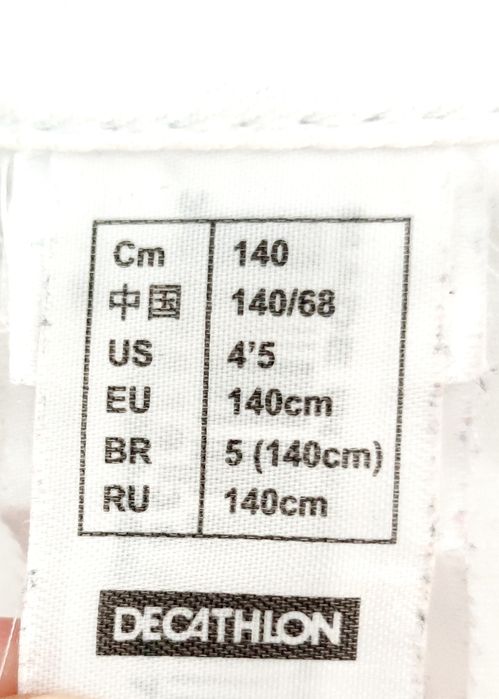 Cm 140
中国 140/68
US 4'5
EU 140cm
BR 5 (140cm)
RU 140cm
DECATHLON